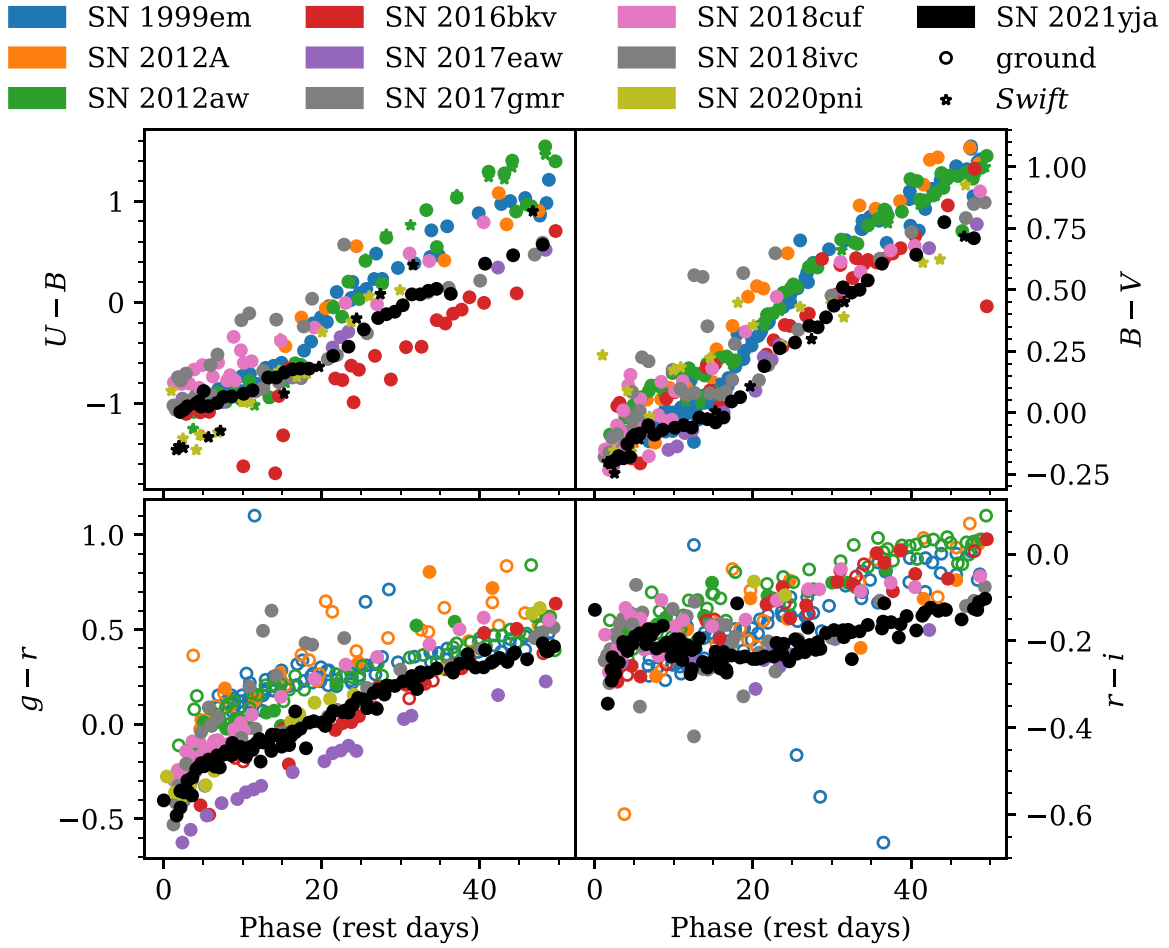 SN 1999em SN 2016bkv SN 2018cuf SN 2021yja
SN 2012A SN 2017eaw SN 2018ivc ground
SN 2012aw SN 2017gmr SN 2020pni Swift
U − B
1
0
−1
B − V
1.00
0.75
0.50
0.25
0.00
−0.25
g − r
1.0
0.5
0.0
−0.5
r − i
0.0
−0.2
−0.4
−0.6
0 20 40 0 20 40
Phase (rest days) Phase (rest days)